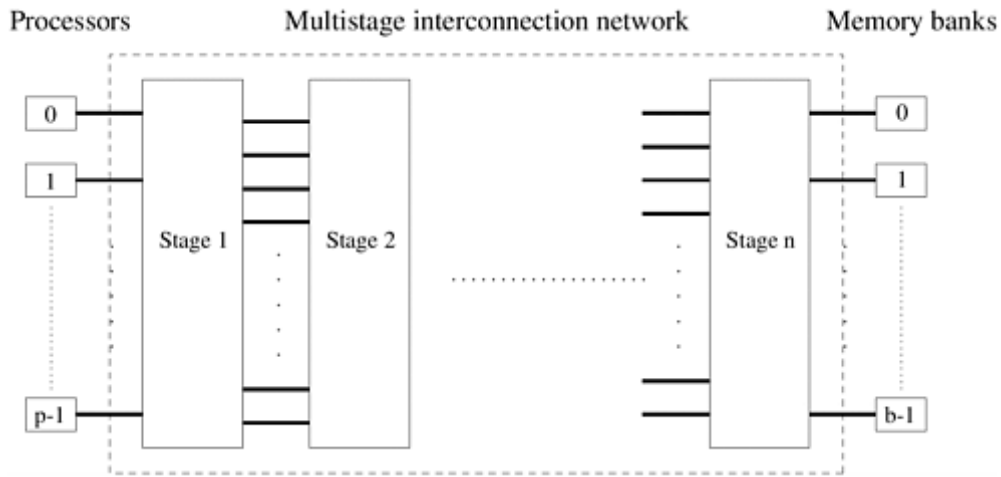 Processors Multistage interconnection network Memory banks
0 0
1 1
Stage 1 Stage 2 Stage n
p-1 b-1